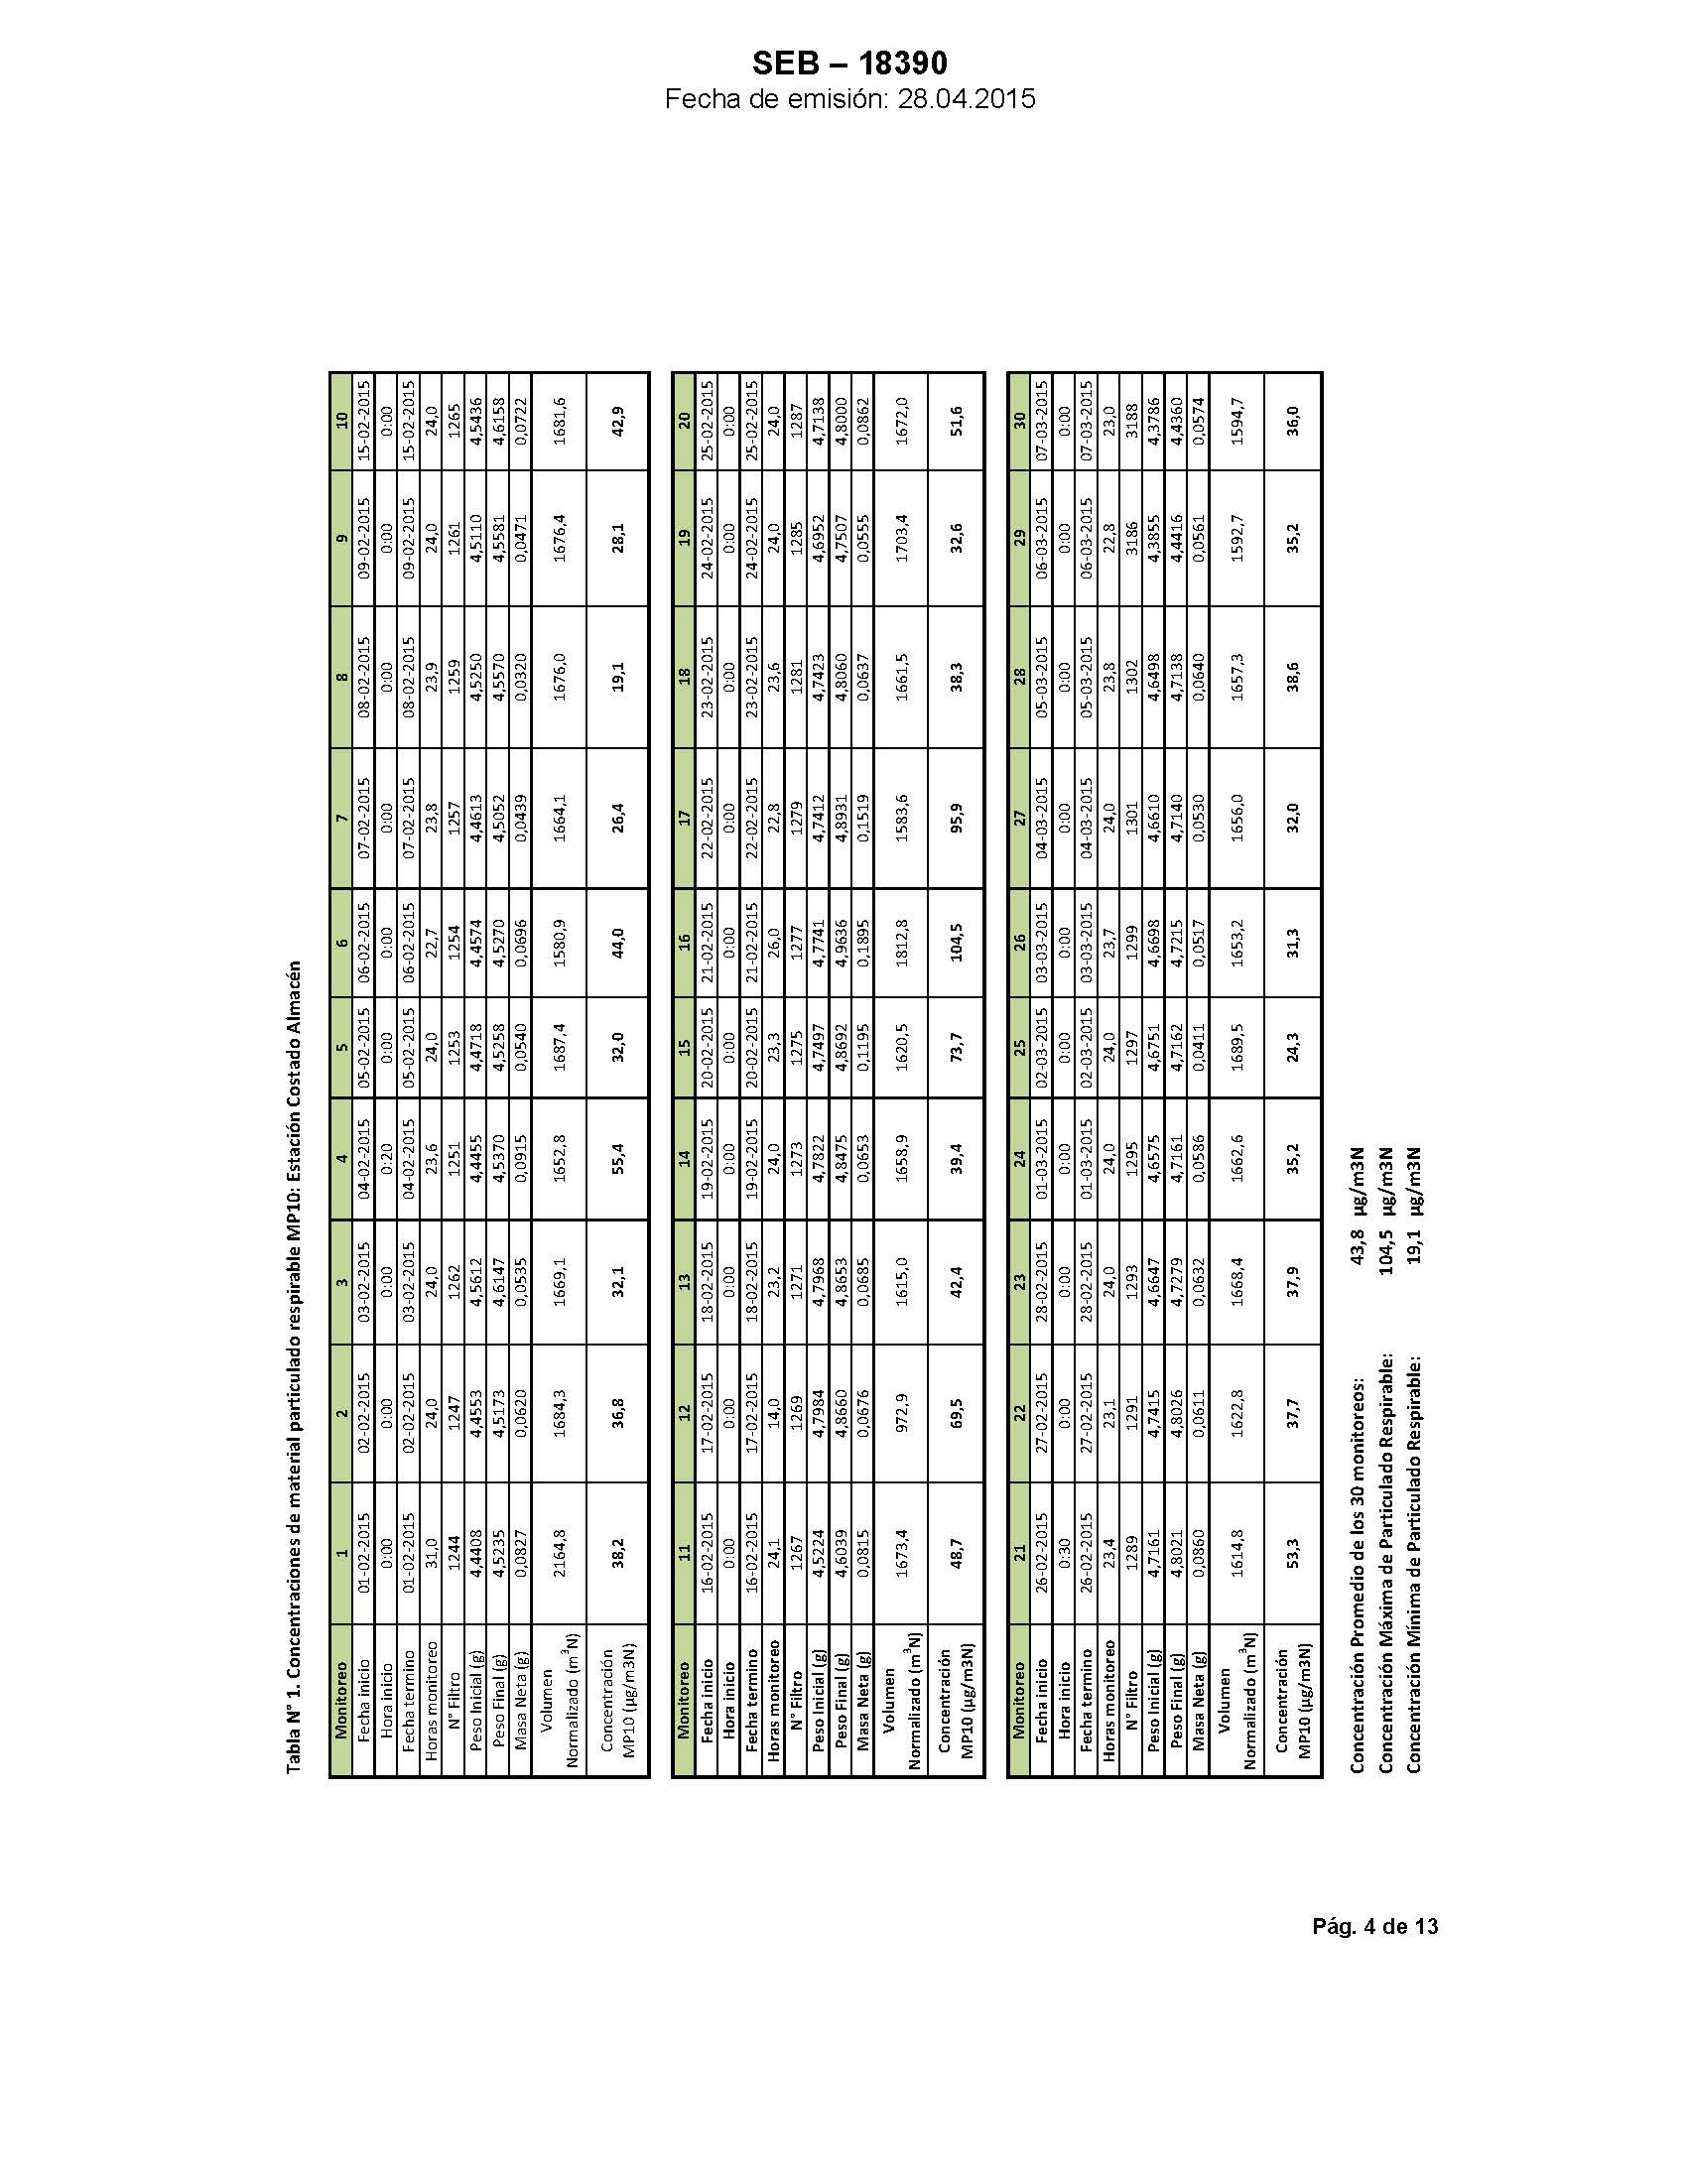 SEB – 18390
Fecha de emisión: 28.04.2015
Tabla N° 1. Concentraciones de material particulado respirable MP10: Estación Costado Almacén
Monitoreo 1 2 3 4 5 6 7 8 9 10
Fecha inicio 01-02-2015 02-02-2015 03-02-2015 04-02-2015 05-02-2015 06-02-2015 07-02-2015 08-02-2015 09-02-2015 15-02-2015
Hora inicio 0:00 0:00 0:00 0:20 0:00 0:00 0:00 0:00 0:00 0:00
Fecha termino 01-02-2015 02-02-2015 03-02-2015 04-02-2015 05-02-2015 06-02-2015 07-02-2015 08-02-2015 09-02-2015 15-02-2015
Horas monitoreo 31,0 24,0 24,0 23,6 24,0 22,7 23,8 23,9 24,0 24,0
N° Filtro 1244 1247 1262 1251 1253 1254 1257 1259 1261 1265
Peso Inicial (g) 4,4408 4,4553 4,5612 4,4455 4,4718 4,4574 4,4613 4,5250 4,5110 4,5436
Peso Final (g) 4,5235 4,5173 4,6147 4,5370 4,5258 4,5270 4,5052 4,5570 4,5581 4,6158
Masa Neta (g) 0,0827 0,0620 0,0535 0,0915 0,0540 0,0696 0,0439 0,0320 0,0471 0,0722
Volumen
Normalizado (m³N) 2164,8 1684,3 1669,1 1652,8 1687,4 1580,9 1664,1 1676,0 1676,4 1681,6
Concentración
MP10 (µg/m3N) 38,2 36,8 32,1 55,4 32,0 44,0 26,4 19,1 28,1 42,9
Monitoreo 11 12 13 14 15 16 17 18 19 20
Fecha inicio 16-02-2015 17-02-2015 18-02-2015 19-02-2015 20-02-2015 21-02-2015 22-02-2015 23-02-2015 24-02-2015 25-02-2015
Hora inicio 0:00 0:00 0:00 0:00 0:00 0:00 0:00 0:00 0:00 0:00
Fecha termino 16-02-2015 17-02-2015 18-02-2015 19-02-2015 20-02-2015 21-02-2015 22-02-2015 23-02-2015 24-02-2015 25-02-2015
Horas monitoreo 24,1 14,0 23,2 24,0 23,3 26,0 22,8 23,6 24,0 24,0
N° Filtro 1267 1269 1271 1273 1275 1277 1279 1281 1285 1287
Peso Inicial (g) 4,5224 4,7984 4,7968 4,7822 4,7497 4,7741 4,7412 4,7423 4,6952 4,7138
Peso Final (g) 4,6039 4,8660 4,8653 4,8475 4,8692 4,9636 4,8931 4,8060 4,7507 4,8000
Masa Neta (g) 0,0815 0,0676 0,0685 0,0653 0,1195 0,1895 0,1519 0,0637 0,0555 0,0862
Volumen
Normalizado (m³N) 1673,4 972,9 1615,0 1658,9 1620,5 1812,8 1583,6 1661,5 1703,4 1672,0
Concentración
MP10 (µg/m3N) 48,7 69,5 42,4 39,4 73,7 104,5 95,9 38,3 32,6 51,6
Monitoreo 21 22 23 24 25 26 27 28 29 30
Fecha inicio 26-02-2015 27-02-2015 28-02-2015 01-03-2015 02-03-2015 03-03-2015 04-03-2015 05-03-2015 06-03-2015 07-03-2015
Hora inicio 0:30 0:00 0:00 0:00 0:00 0:00 0:00 0:00 0:00 0:00
Fecha termino 26-02-2015 27-02-2015 28-02-2015 01-03-2015 02-03-2015 03-03-2015 04-03-2015 05-03-2015 06-03-2015 07-03-2015
Horas monitoreo 23,4 23,1 24,0 24,0 24,0 23,7 24,0 23,8 22,8 23,0
N° Filtro 1289 1291 1293 1295 1297 1299 1301 1302 3186 3188
Peso Inicial (g) 4,7161 4,7415 4,6647 4,6575 4,6751 4,6698 4,6610 4,6498 4,3855 4,3786
Peso Final (g) 4,8021 4,8026 4,7279 4,7161 4,7162 4,7215 4,7140 4,7138 4,4416 4,4360
Masa Neta (g) 0,0860 0,0611 0,0632 0,0586 0,0411 0,0517 0,0530 0,0640 0,0561 0,0574
Volumen
Normalizado (m³N) 1614,8 1622,8 1668,4 1662,6 1689,5 1653,2 1656,0 1657,3 1592,7 1594,7
Concentración
MP10 (µg/m3N) 53,3 37,7 37,9 35,2 24,3 31,3 32,0 38,6 35,2 36,0
Concentración Promedio de los 30 monitoreos: 43,8 µg/m3N
Concentración Máxima de Particulado Respirable: 104,5 µg/m3N
Concentración Mínima de Particulado Respirable: 19,1 µg/m3N
Pág. 4 de 13